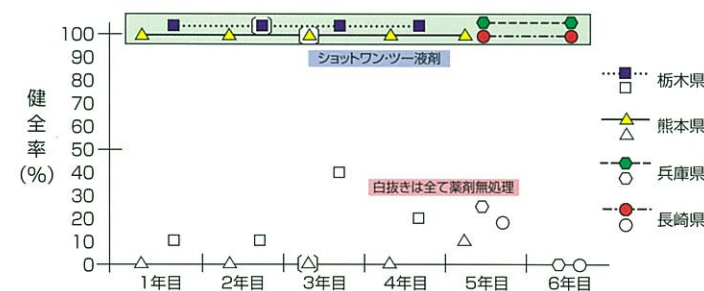 健全率(%)
100
90
80
70
60
50
40
30
20
10
0
ショットワン・ツー液剤
白抜きは全て薬剤無処理
1年目 2年目 3年目 4年目 5年目 6年目
栃木県
熊本県
兵庫県
長崎県